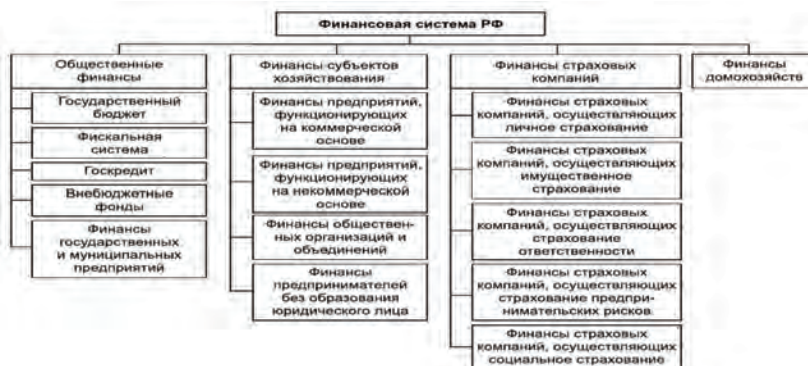 Финансовая система РФ
Общественные
финансы
Государственный
бюджет
Фискальная
система
Госкредит
Внебюджетные
фонды
Финансы
государственных
и муниципальных
предприятий
Финансы субъектов
хозяйствования
Финансы предприятий,
функционирующих
на коммерческой
основе
Финансы предприятий,
функционирующих
на некоммерческой
основе
Финансы обществен-
ных организаций и
объединений
Финансы
предпринимателей
без образования
юридического лица
Финансы страховых
компаний
Финансы страховых
компаний, осуществляющих
личное страхование
Финансы страховых
компаний, осуществляющих
имущественное
страхование
Финансы страховых
компаний, осуществляющих
страхование
ответственности
Финансы страховых
компаний, осуществляющих
страхование предпри-
нимательских рисков
Финансы страховых
компаний, осуществляющих
социальное страхование
Финансы
домохозяйств